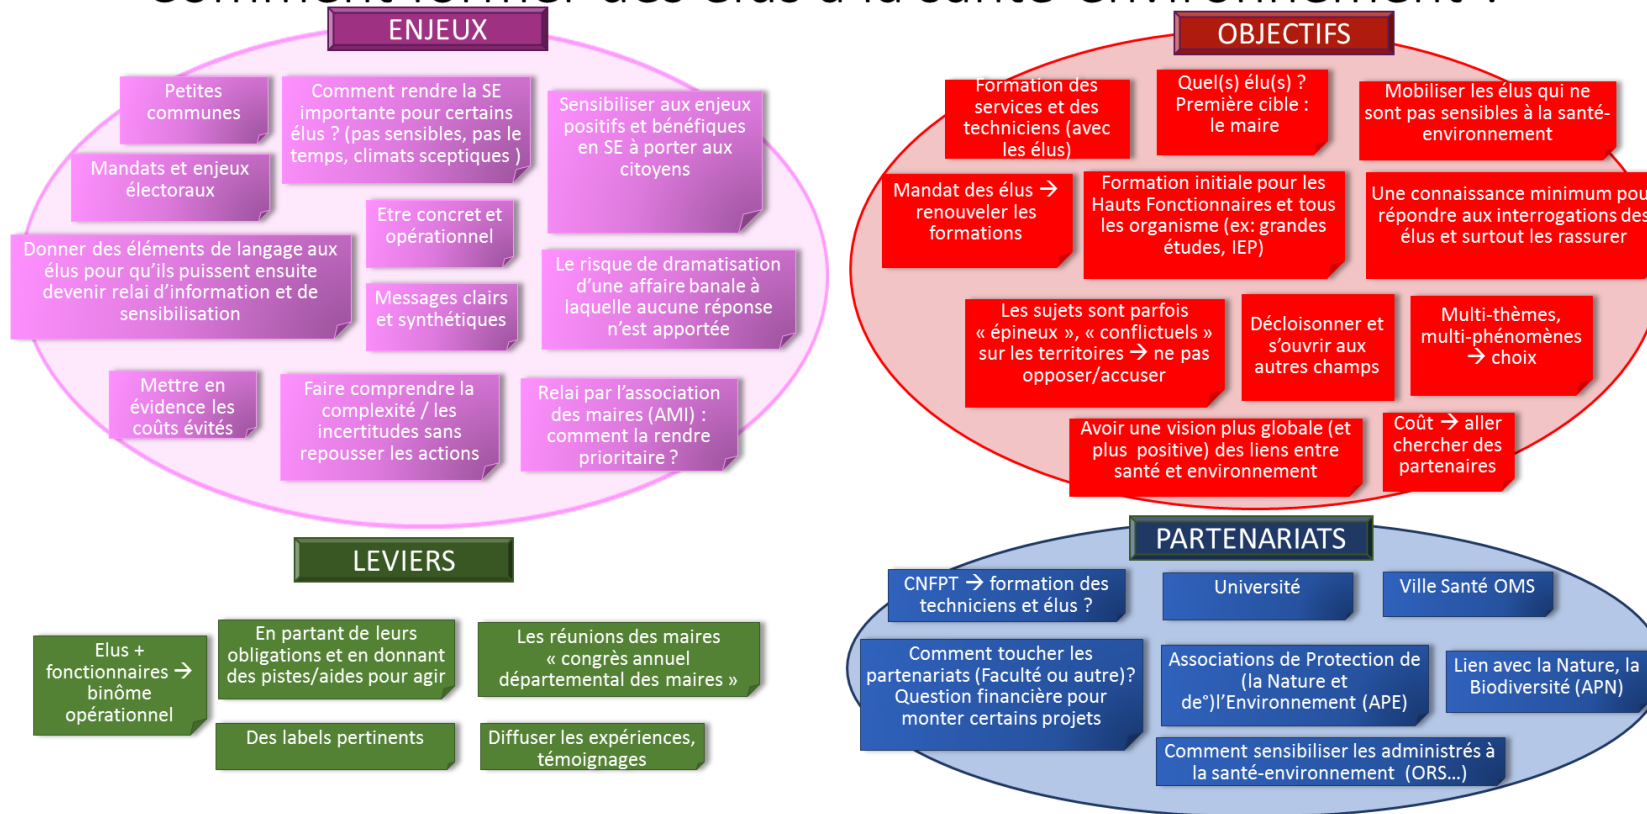 Comment former des élus à la santé-environnement ?
ENJEUX
Petites
communes
Comment rendre la SE
importante pour certains
élus ? (pas sensibles, pas le
temps, climats sceptiques )
Sensibiliser aux enjeux
positifs et bénéfiques
en SE à porter aux
citoyens
Mandats et enjeux
électoraux
Etre concret et
opérationnel
Donner des éléments de langage aux
élus pour qu'ils puissent ensuite
devenir relai d'information et de
sensibilisation
Messages clairs
et synthétiques
Le risque de dramatisation
d'une affaire banale à
laquelle aucune réponse
n'est apportée
Mettre en
évidence les
coûts évités
Faire comprendre la
complexité / les
incertitudes sans
repousser les actions
Relai par l'association
des maires (AMI) :
comment la rendre
prioritaire ?
OBJECTIFS
Formation des
services et des
techniciens (avec
les élus)
Quel(s) élu(s) ?
Première cible :
le maire
Mobiliser les élus qui ne
sont pas sensibles à la santé-
environnement
Mandat des élus →
renouveler les
formations
Formation initiale pour les
Hauts Fonctionnaires et tous
les organisme (ex: grandes
études, IEP)
Une connaissance minimum pou
répondre aux interrogations des
élus et surtout les rassurer
Les sujets sont parfois
« épineux », « conflictuels »
sur les territoires → ne pas
opposer/accuser
Décloisonner et
s'ouvrir aux
autres champs
Multi-thèmes,
multi-phénomènes
→ choix
Avoir une vision plus globale (et
plus positive) des liens entre
santé et environnement
Coût → aller
chercher des
partenaires
LEVIERS
Elus +
fonctionnaires →
binôme
opérationnel
En partant de leurs
obligations et en donnant
des pistes/aides pour agir
Les réunions des maires
« congrès annuel
départemental des maires »
Des labels pertinents
Diffuser les expériences,
témoignages
PARTENARIATS
CNFPT → formation des
techniciens et élus ?
Université
Ville Santé OMS
Comment toucher les
partenariats (Faculté ou autre)?
Question financière pour
monter certains projets
Associations de Protection de
(la Nature et
de°)l'Environnement (APE)
Lien avec la Nature, la
Biodiversité (APN)
Comment sensibiliser les administrés à
la santé-environnement (ORS...)